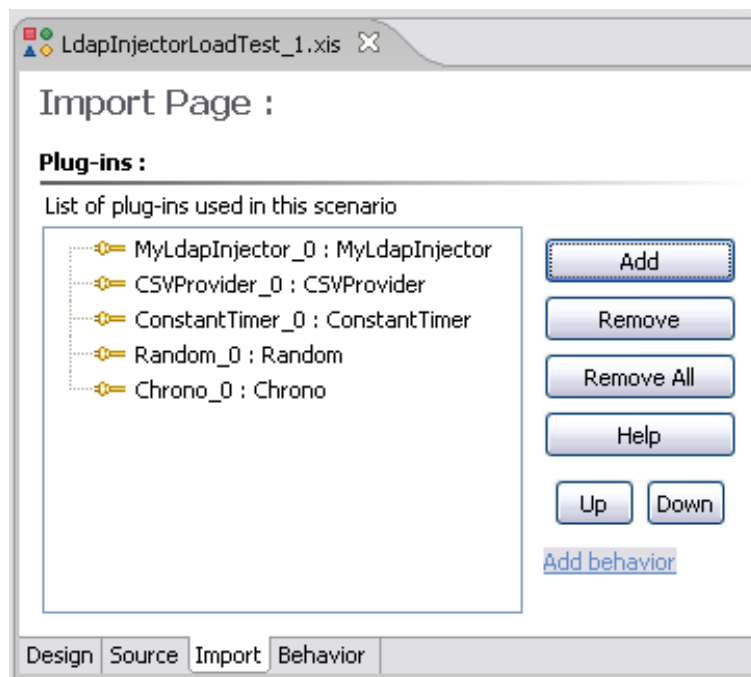 LdapInjectorLoadTest_1.xis
Import Page :
Plug-ins :
List of plug-ins used in this scenario
MyLdapInjector_0 : MyLdapInjector
CSVProvider_0 : CSVProvider
ConstantTimer_0 : ConstantTimer
Random_0 : Random
Chrono_0 : Chrono
Add
Remove
Remove All
Help
Up Down
Add behavior
Design Source Import Behavior